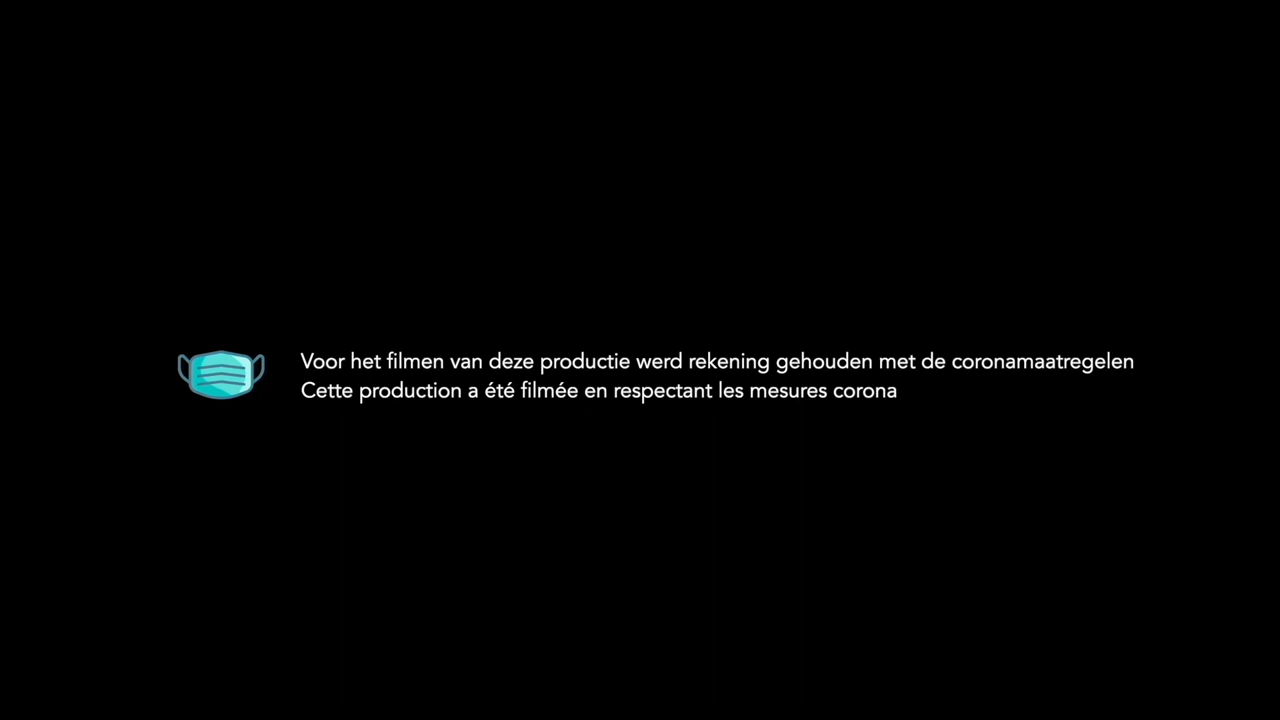 Voor het filmen van deze productie werd rekening gehouden met de coronamaatregelen
Cette production a été filmée en respectant les mesures corona